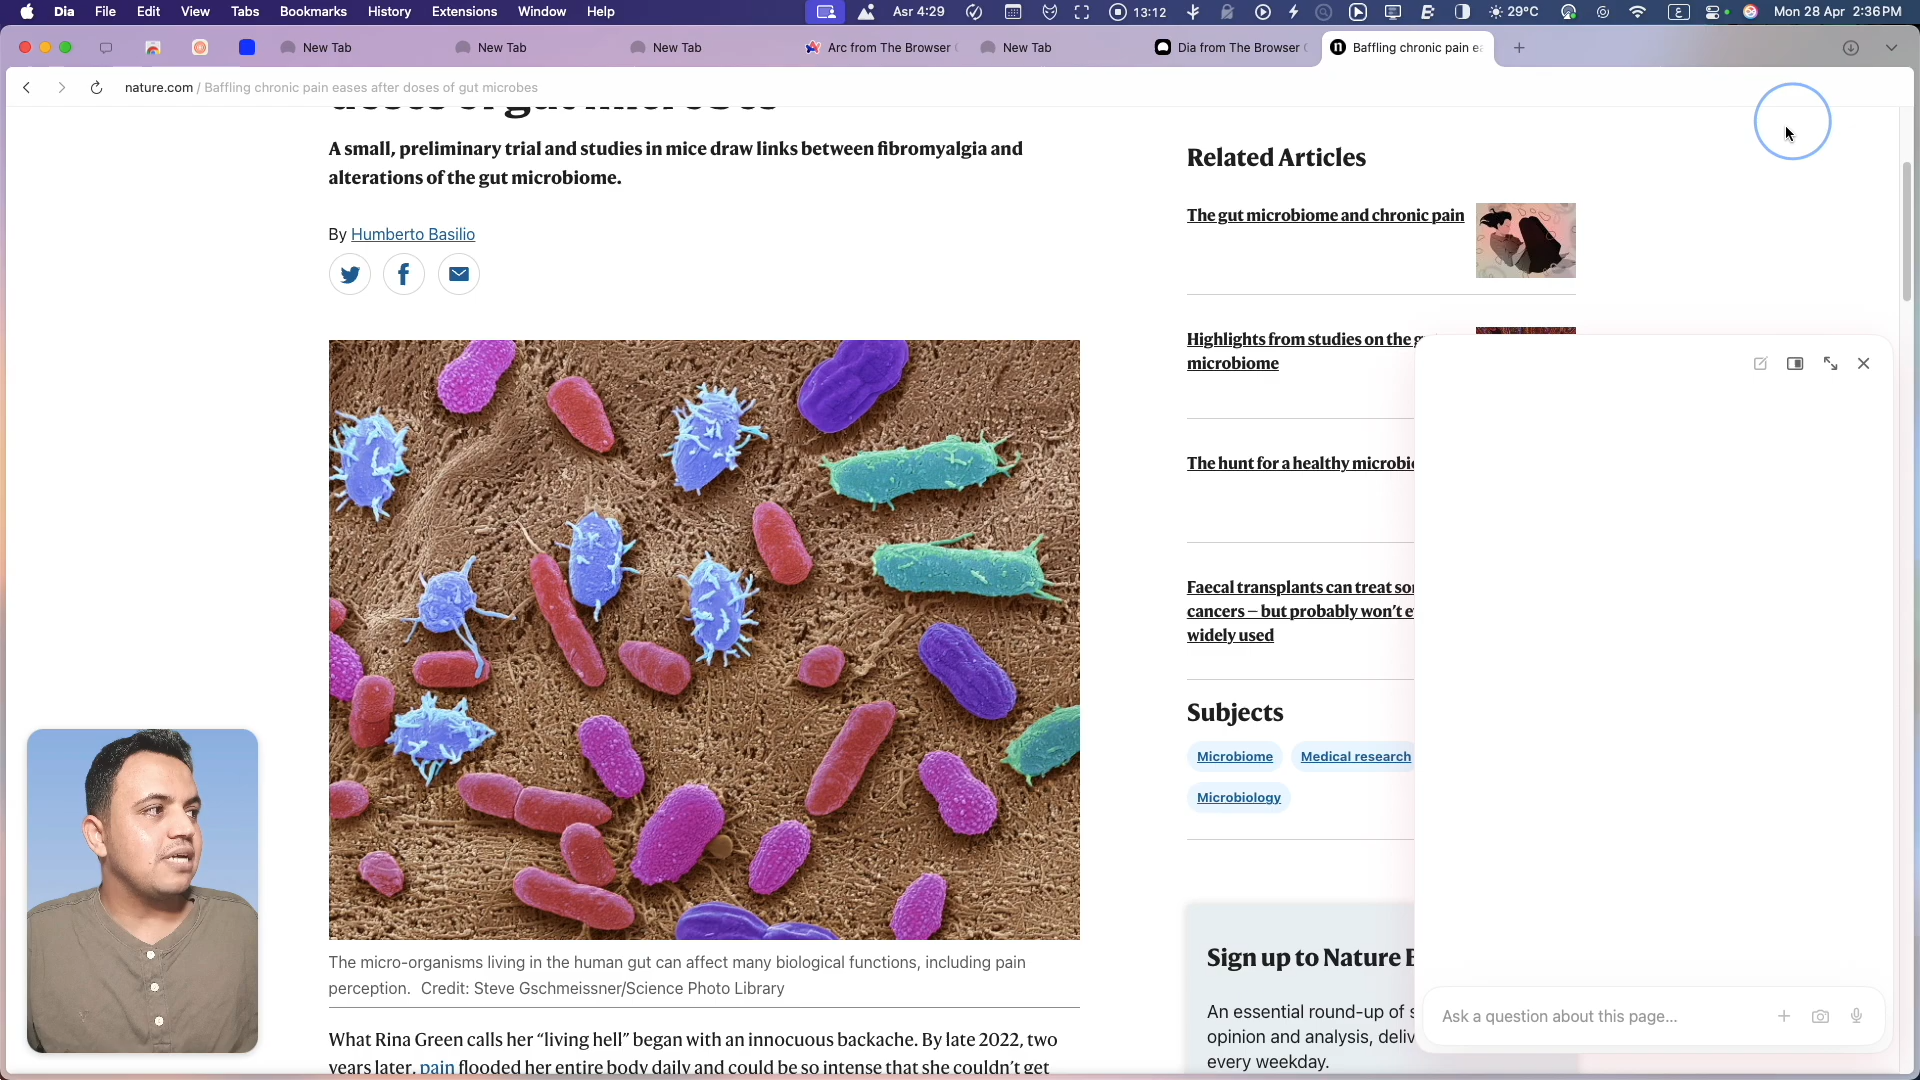 Dia File Edit View Tabs Bookmarks History Extensions Window Help
Asr 4:29
13:12
29°C
Mon 28 Apr 2:36 PM
New Tab
New Tab
New Tab
Arc from The Browser
New Tab
Dia from The Browser
Baffling chronic pain ea
nature.com / Baffling chronic pain eases after doses of gut microbes
doses of gut microbes
A small, preliminary trial and studies in mice draw links between fibromyalgia and
alterations of the gut microbiome.
By Humberto Basilio
The micro-organisms living in the human gut can affect many biological functions, including pain
perception. Credit: Steve Gschmeissner/Science Photo Library
What Rina Green calls her “living hell” began with an innocuous backache. By late 2022, two
years later, pain flooded her entire body daily and could be so intense that she couldn’t get
Related Articles
The gut microbiome and chronic pain
Highlights from studies on the g
microbiome
The hunt for a healthy microbi
Faecal transplants can treat so
cancers – but probably won’t e
widely used
Subjects
Microbiome Medical research
Microbiology
Sign up to Nature B
An essential round-up of s
opinion and analysis, deliv
every weekday.
Ask a question about this page...